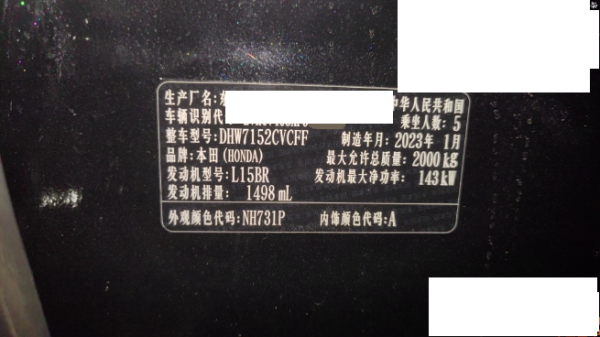 生产厂名:东 中华人民共和国
车辆识别代 乘坐人数:5
整车型号:DHW7152CVCFF 制造年月:2023年 1月
品牌:本田(HONDA) 最大允许总质量:2000kg
发动机型号:L15BR 发动机最大净功率: 143kW
发动机排量: 1498 mL
外观颜色代码:NH731P 内饰颜色代码:A